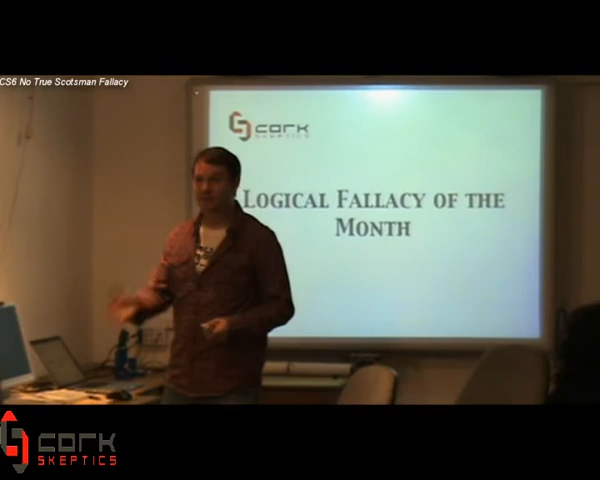 CS6 No True Scotsman Fallacy
cork
SKEPTICS
LOGICAL FALLACY OF THE
MONTH
cork
SKEPTICS